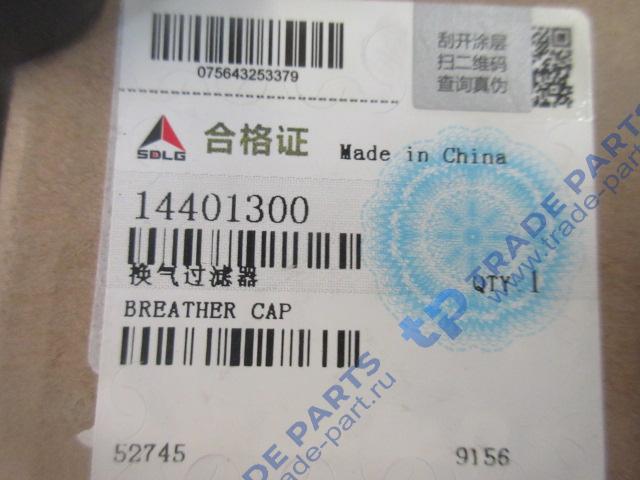 075643253379
刮开涂层
扫二维码
查询真伪
SDLG 合格证 Made in China
14401300
换气过滤器
QTY 1
BREATHER CAP
52745 9156
TRADE PARTS
www.trade-part.ru
tp
TRADE PARTS
trade-part.ru